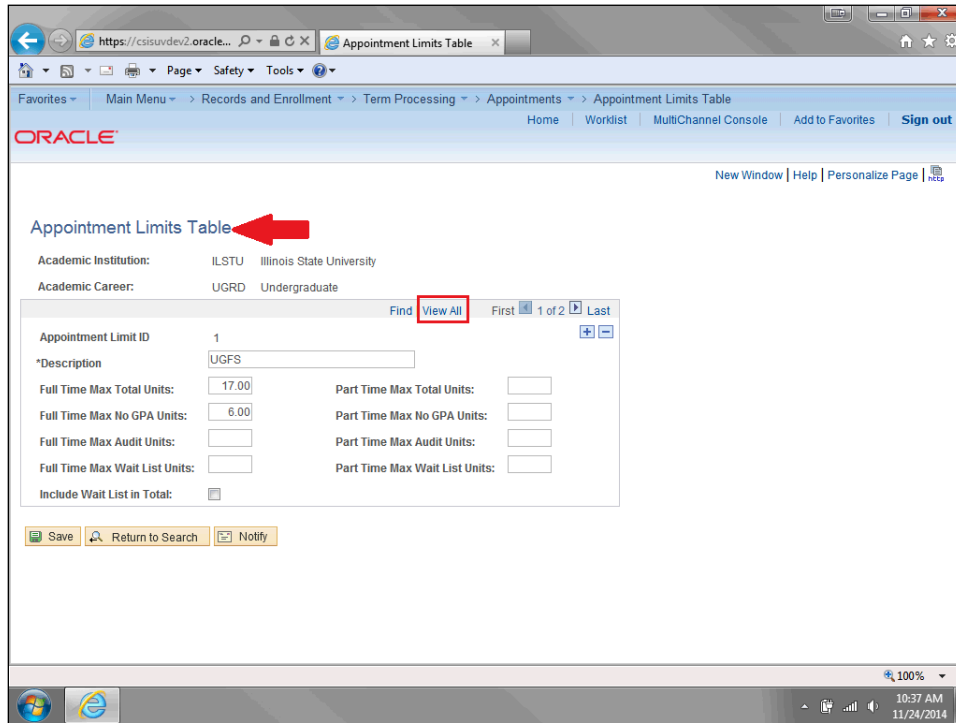 https://csisuvdev2.oracle... Appointment Limits Table
Page Safety Tools
Favorites Main Menu > Records and Enrollment > Term Processing > Appointments > Appointment Limits Table
Home Worklist MultiChannel Console Add to Favorites Sign out
ORACLE
New Window | Help | Personalize Page | http
Appointment Limits Table
Academic Institution: ILSTU Illinois State University
Academic Career: UGRD Undergraduate
Find View All First 1 of 2 Last
Appointment Limit ID 1
*Description UGFS
Full Time Max Total Units: 17.00 Part Time Max Total Units:
Full Time Max No GPA Units: 6.00 Part Time Max No GPA Units:
Full Time Max Audit Units: Part Time Max Audit Units:
Full Time Max Wait List Units: Part Time Max Wait List Units:
Include Wait List in Total:
Save Return to Search Notify
100%
10:37 AM
11/24/2014